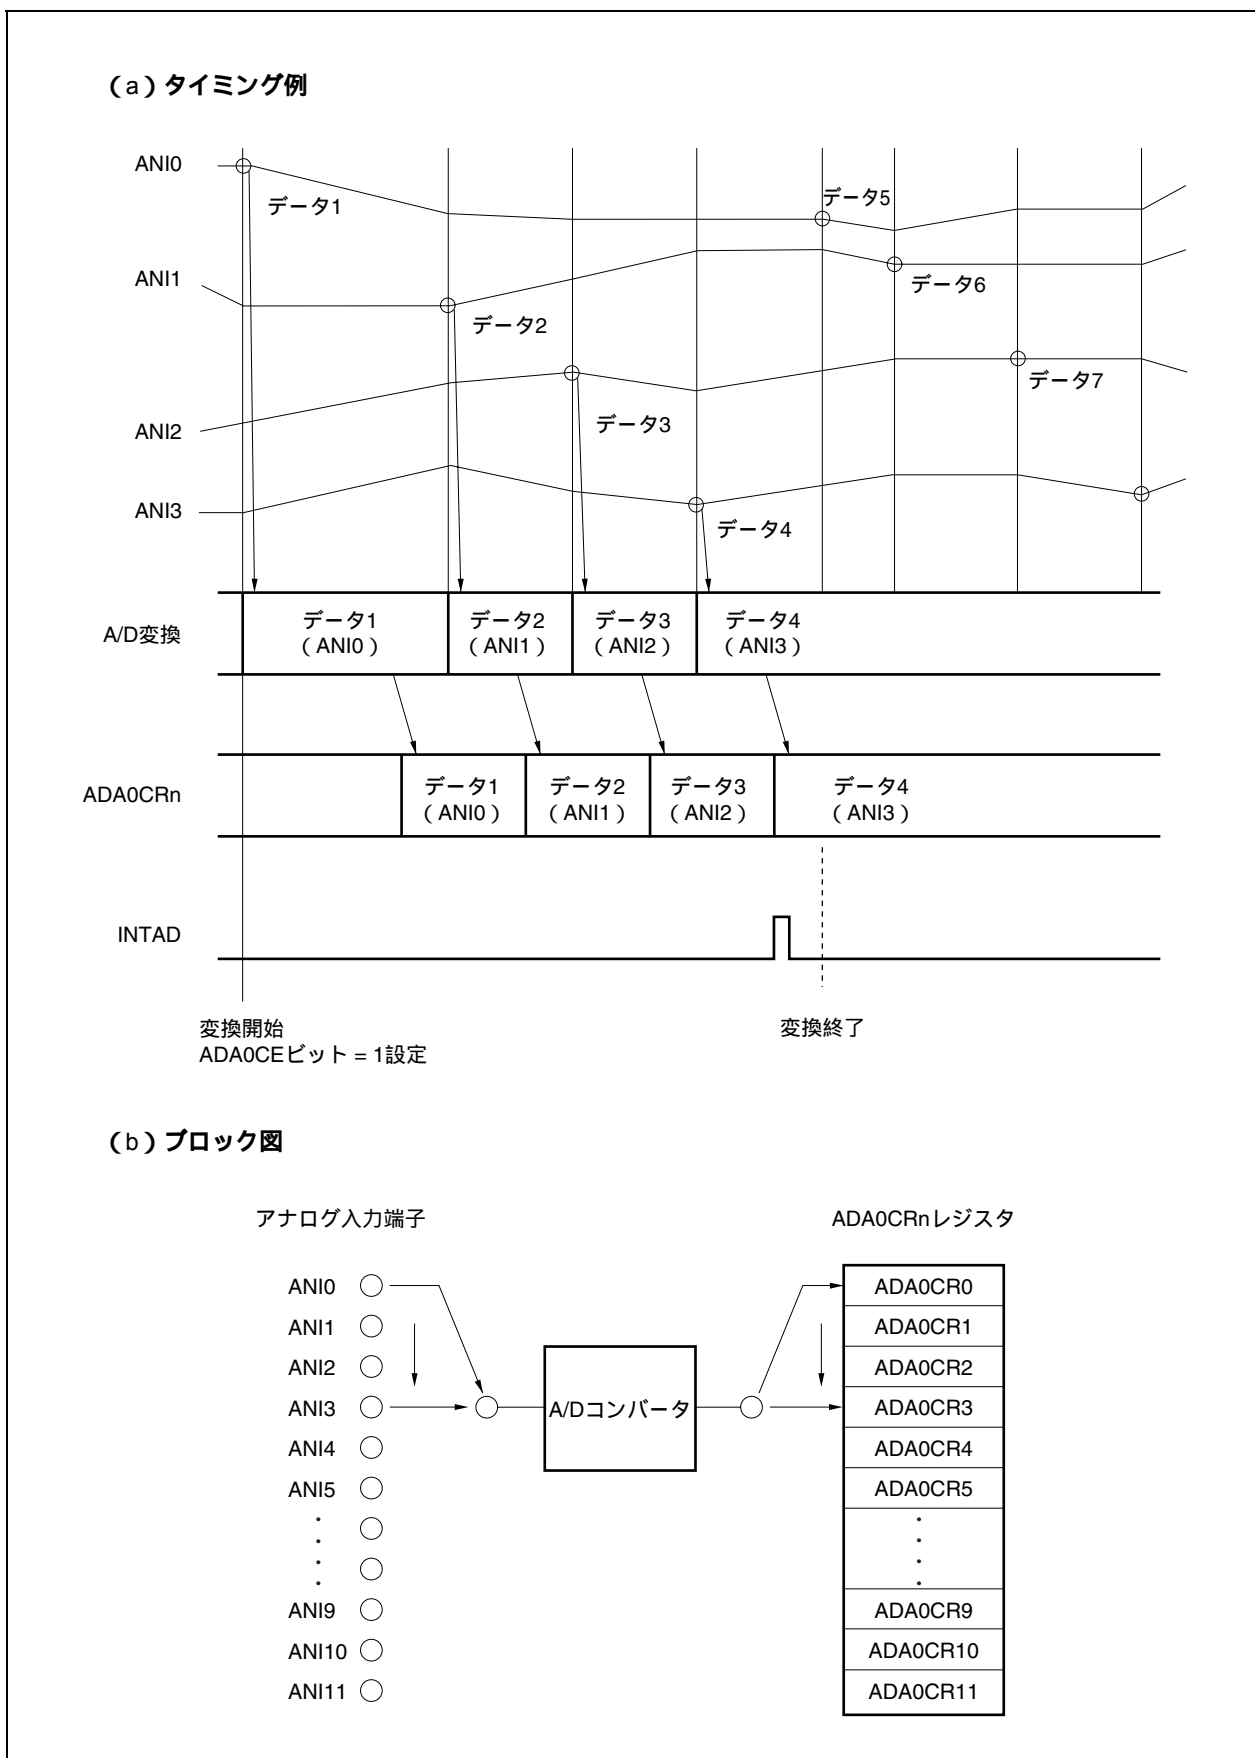 （a）タイミング例
ANI0
データ1
データ5
ANI1
データ2
データ6
データ7
ANI2
データ3
ANI3
データ4
A/D変換
データ1
（ANI0）
データ2
（ANI1）
データ3
（ANI2）
データ4
（ANI3）
ADA0CRn
データ1
（ANI0）
データ2
（ANI1）
データ3
（ANI2）
データ4
（ANI3）
INTAD
変換開始
ADA0CEビット = 1設定
変換終了
（b）ブロック図
アナログ入力端子
ADA0CRnレジスタ
ANI0
ANI1
ANI2
ANI3
ANI4
ANI5
ANI9
ANI10
ANI11
A/Dコンバータ
ADA0CR0
ADA0CR1
ADA0CR2
ADA0CR3
ADA0CR4
ADA0CR5
ADA0CR9
ADA0CR10
ADA0CR11